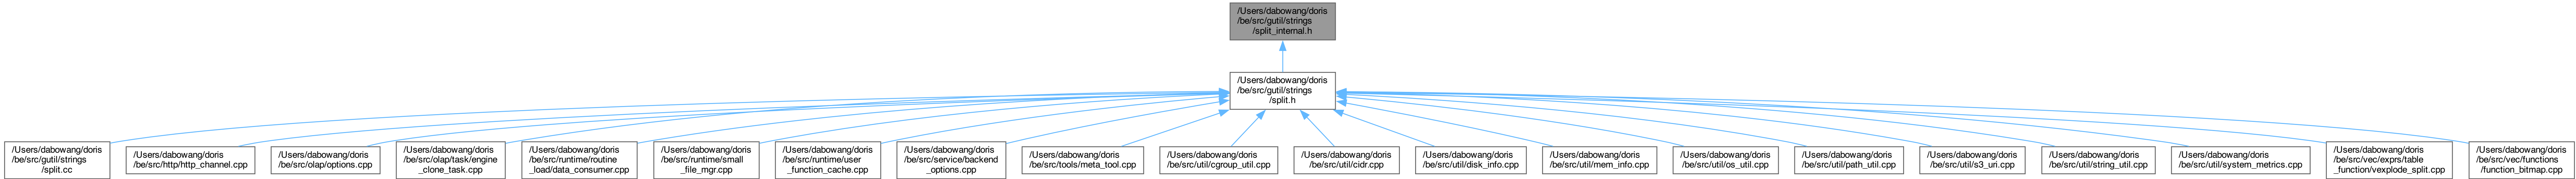 /Users/dabowang/doris
/be/src/gutil/strings
/split_internal.h
/Users/dabowang/doris
/be/src/gutil/strings
/split.h
/Users/dabowang/doris
/be/src/gutil/strings
/split.cc
/Users/dabowang/doris
/be/src/http/http_channel.cpp
/Users/dabowang/doris
/be/src/olap/options.cpp
/Users/dabowang/doris
/be/src/olap/task/engine
_clone_task.cpp
/Users/dabowang/doris
/be/src/runtime/routine
_load/data_consumer.cpp
/Users/dabowang/doris
/be/src/runtime/small
_file_mgr.cpp
/Users/dabowang/doris
/be/src/runtime/user
_function_cache.cpp
/Users/dabowang/doris
/be/src/service/backend
_options.cpp
/Users/dabowang/doris
/be/src/tools/meta_tool.cpp
/Users/dabowang/doris
/be/src/util/cgroup_util.cpp
/Users/dabowang/doris
/be/src/util/cidr.cpp
/Users/dabowang/doris
/be/src/util/disk_info.cpp
/Users/dabowang/doris
/be/src/util/mem_info.cpp
/Users/dabowang/doris
/be/src/util/os_util.cpp
/Users/dabowang/doris
/be/src/util/path_util.cpp
/Users/dabowang/doris
/be/src/util/s3_uri.cpp
/Users/dabowang/doris
/be/src/util/string_util.cpp
/Users/dabowang/doris
/be/src/util/system_metrics.cpp
/Users/dabowang/doris
/be/src/vec/exprs/table
_function/vexplode_split.cpp
/Users/dabowang/doris
/be/src/vec/functions
/function_bitmap.cpp